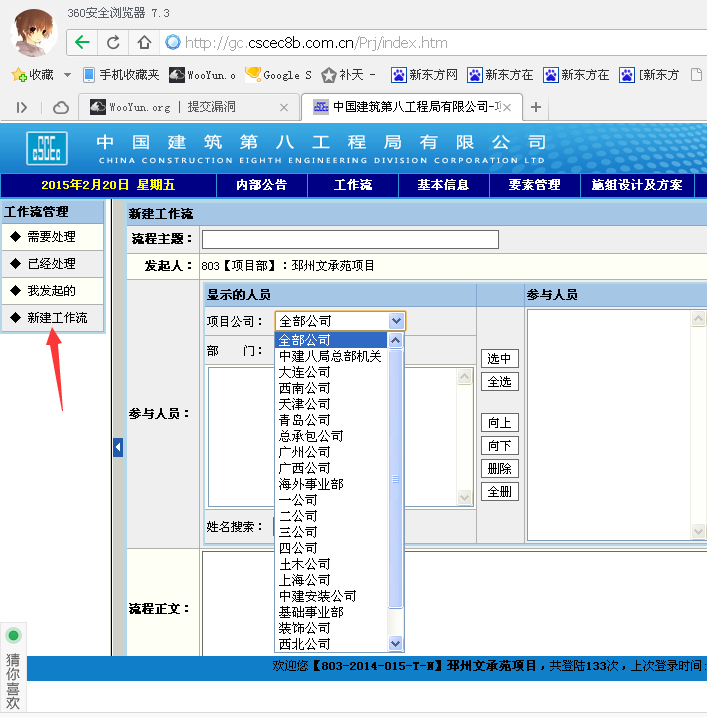 360安全浏览器 7.3
http://gc.cscec8b.com.cn/Prj/index.htm
收藏 手机收藏夹 WooYun.o Google S 补天 - 新东方网 新东方在 新东方在 [新东方
WooYun.org | 提交漏洞 × 中国建筑第八工程局有限公司-项 × +
CSCEC 中国建筑第八工程局有限公司
CHINA CONSTRUCTION EIGHTH ENGINEERING DIVISION CORPORATION LTD
2015年2月20日 星期五 内部公告 工作流 基本信息 要素管理 施组设计及方案
工作流管理
◆ 需要处理
◆ 已经处理
◆ 我发起的
◆ 新建工作流
新建工作流
流程主题:
发起人: 803【项目部】:邳州文承苑项目
参与人员:
显示的人员
项目公司: 全部公司
部 门:
全部公司
中建八局总部机关
大连公司
西南公司
天津公司
青岛公司
总承包公司
广州公司
广西公司
海外事业部
一公司
二公司
三公司
四公司
土木公司
上海公司
中建安装公司
基础事业部
装饰公司
西北公司
姓名搜索:
选中
全选
向上
向下
删除
全删
参与人员
流程正文:
欢迎您【803-2014-015-T-N】邳州文承苑项目,共登陆133次,上次登录时间:
猜你喜欢